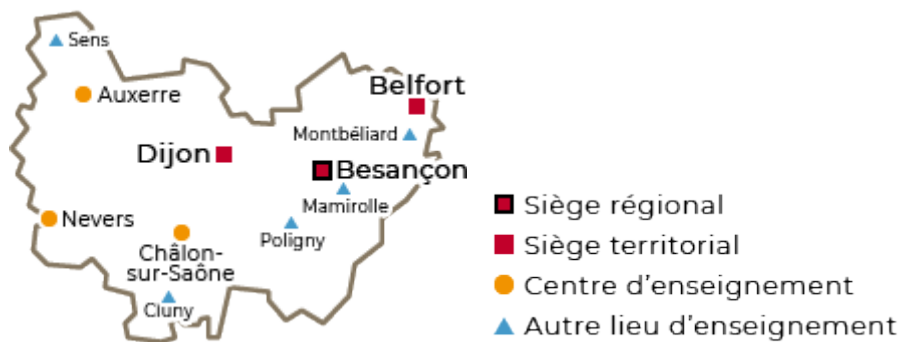 Sens
Belfort
Auxerre
Montbéliard
Dijon
Besançon
Mamirolle
Nevers
Poligny
Châlon-
sur-Saône
Cluny
Siège régional
Siège territorial
Centre d'enseignement
Autre lieu d'enseignement